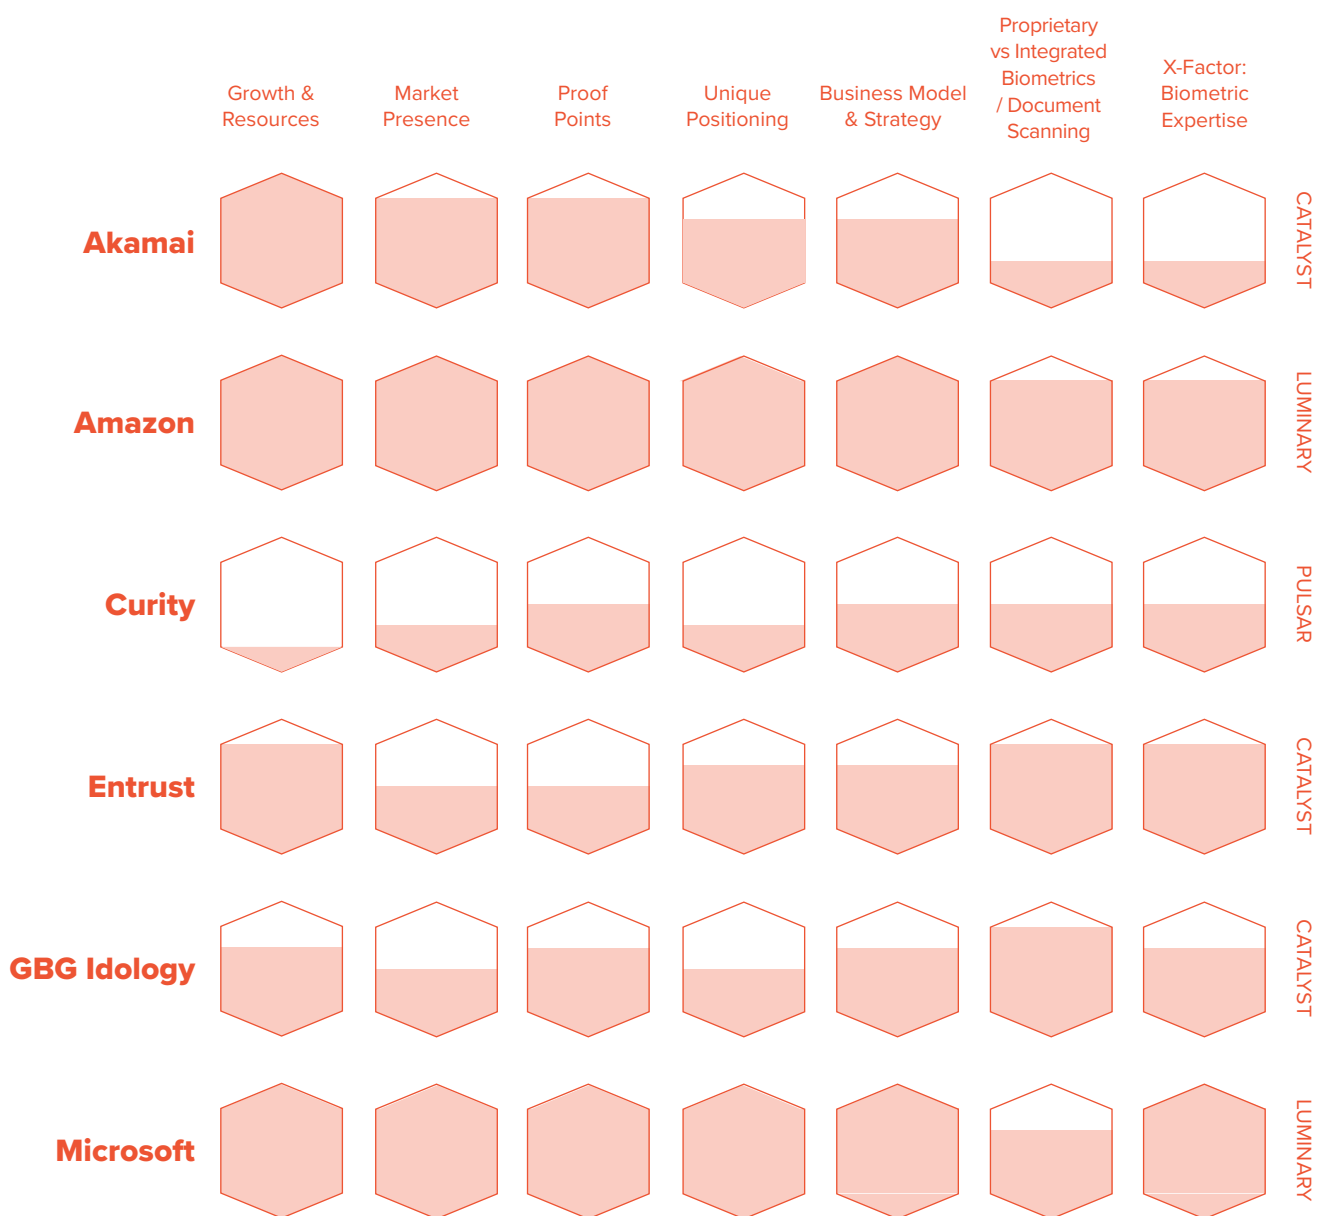 Growth &
Resources
Market
Presence
Proof
Points
Unique
Positioning
Business Model
& Strategy
Proprietary
vs Integrated
Biometrics
/ Document
Scanning
X-Factor:
Biometric
Expertise
Akamai
CATALYST
Amazon
LUMINARY
Curity
PULSAR
Entrust
CATALYST
GBG Idology
CATALYST
Microsoft
LUMINARY